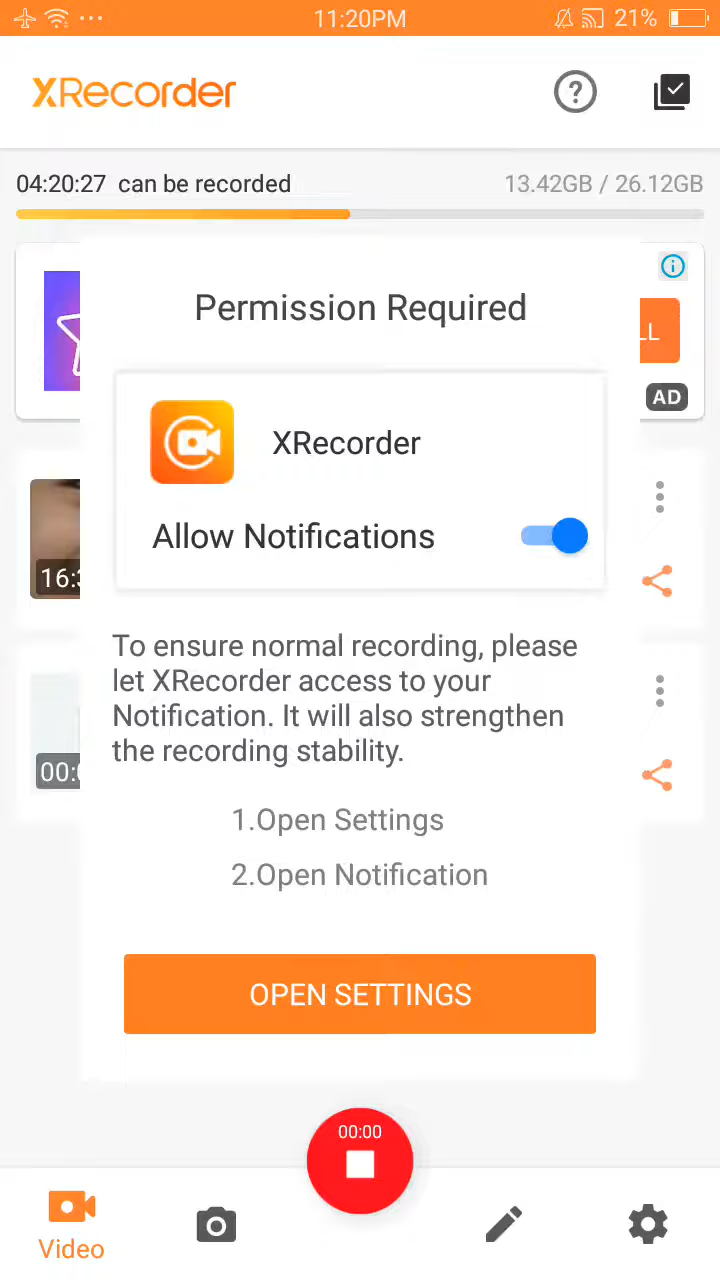 11:20PM
21%
XRecorder
04:20:27 can be recorded
13.42GB / 26.12GB
AD
Permission Required
XRecorder
Allow Notifications
To ensure normal recording, please
let XRecorder access to your
Notification. It will also strengthen
the recording stability.
1.Open Settings
2.Open Notification
OPEN SETTINGS
00:00
Video